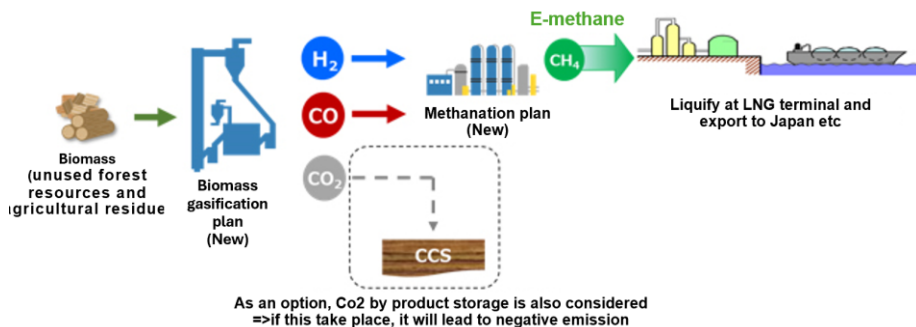 E-methane
H₂
CO
CO₂
CH₄
Biomass
(unused forest
resources and
agricultural residue
Biomass
gasification
plan
(New)
Methanation plan
(New)
Liquify at LNG terminal and
export to Japan etc
CCS
As an option, Co2 by product storage is also considered
=>if this take place, it will lead to negative emission